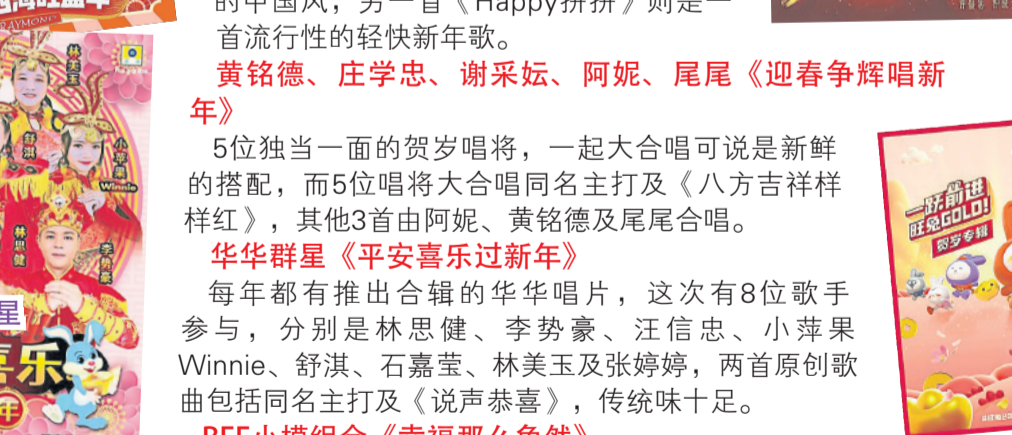 的中国风，另一首《Happy拼拼》则是一
首流行性的轻快新年歌。
黄铭德、庄学忠、谢采妘、阿妮、尾尾《迎春争辉唱新
年》
5位独当一面的贺岁唱将，一起大合唱可说是新鲜
的搭配，而5位唱将大合唱同名主打及《八方吉祥样
样红》，其他3首由阿妮、黄铭德及尾尾合唱。
华华群星《平安喜乐过新年》
每年都有推出合辑的华华唱片，这次有8位歌手
参与，分别是林思健、李势豪、汪信忠、小萍果
Winnie、舒淇、石嘉莹、林美玉及张婷婷，两首原创歌
曲包括同名主打及《说声恭喜》，传统味十足。
RAYMOND
林美玉
舒淇
小萍果
Winnie
林思健
李势豪
星
喜乐
年
一跃前进
旺兔GOLD!
贺岁专辑